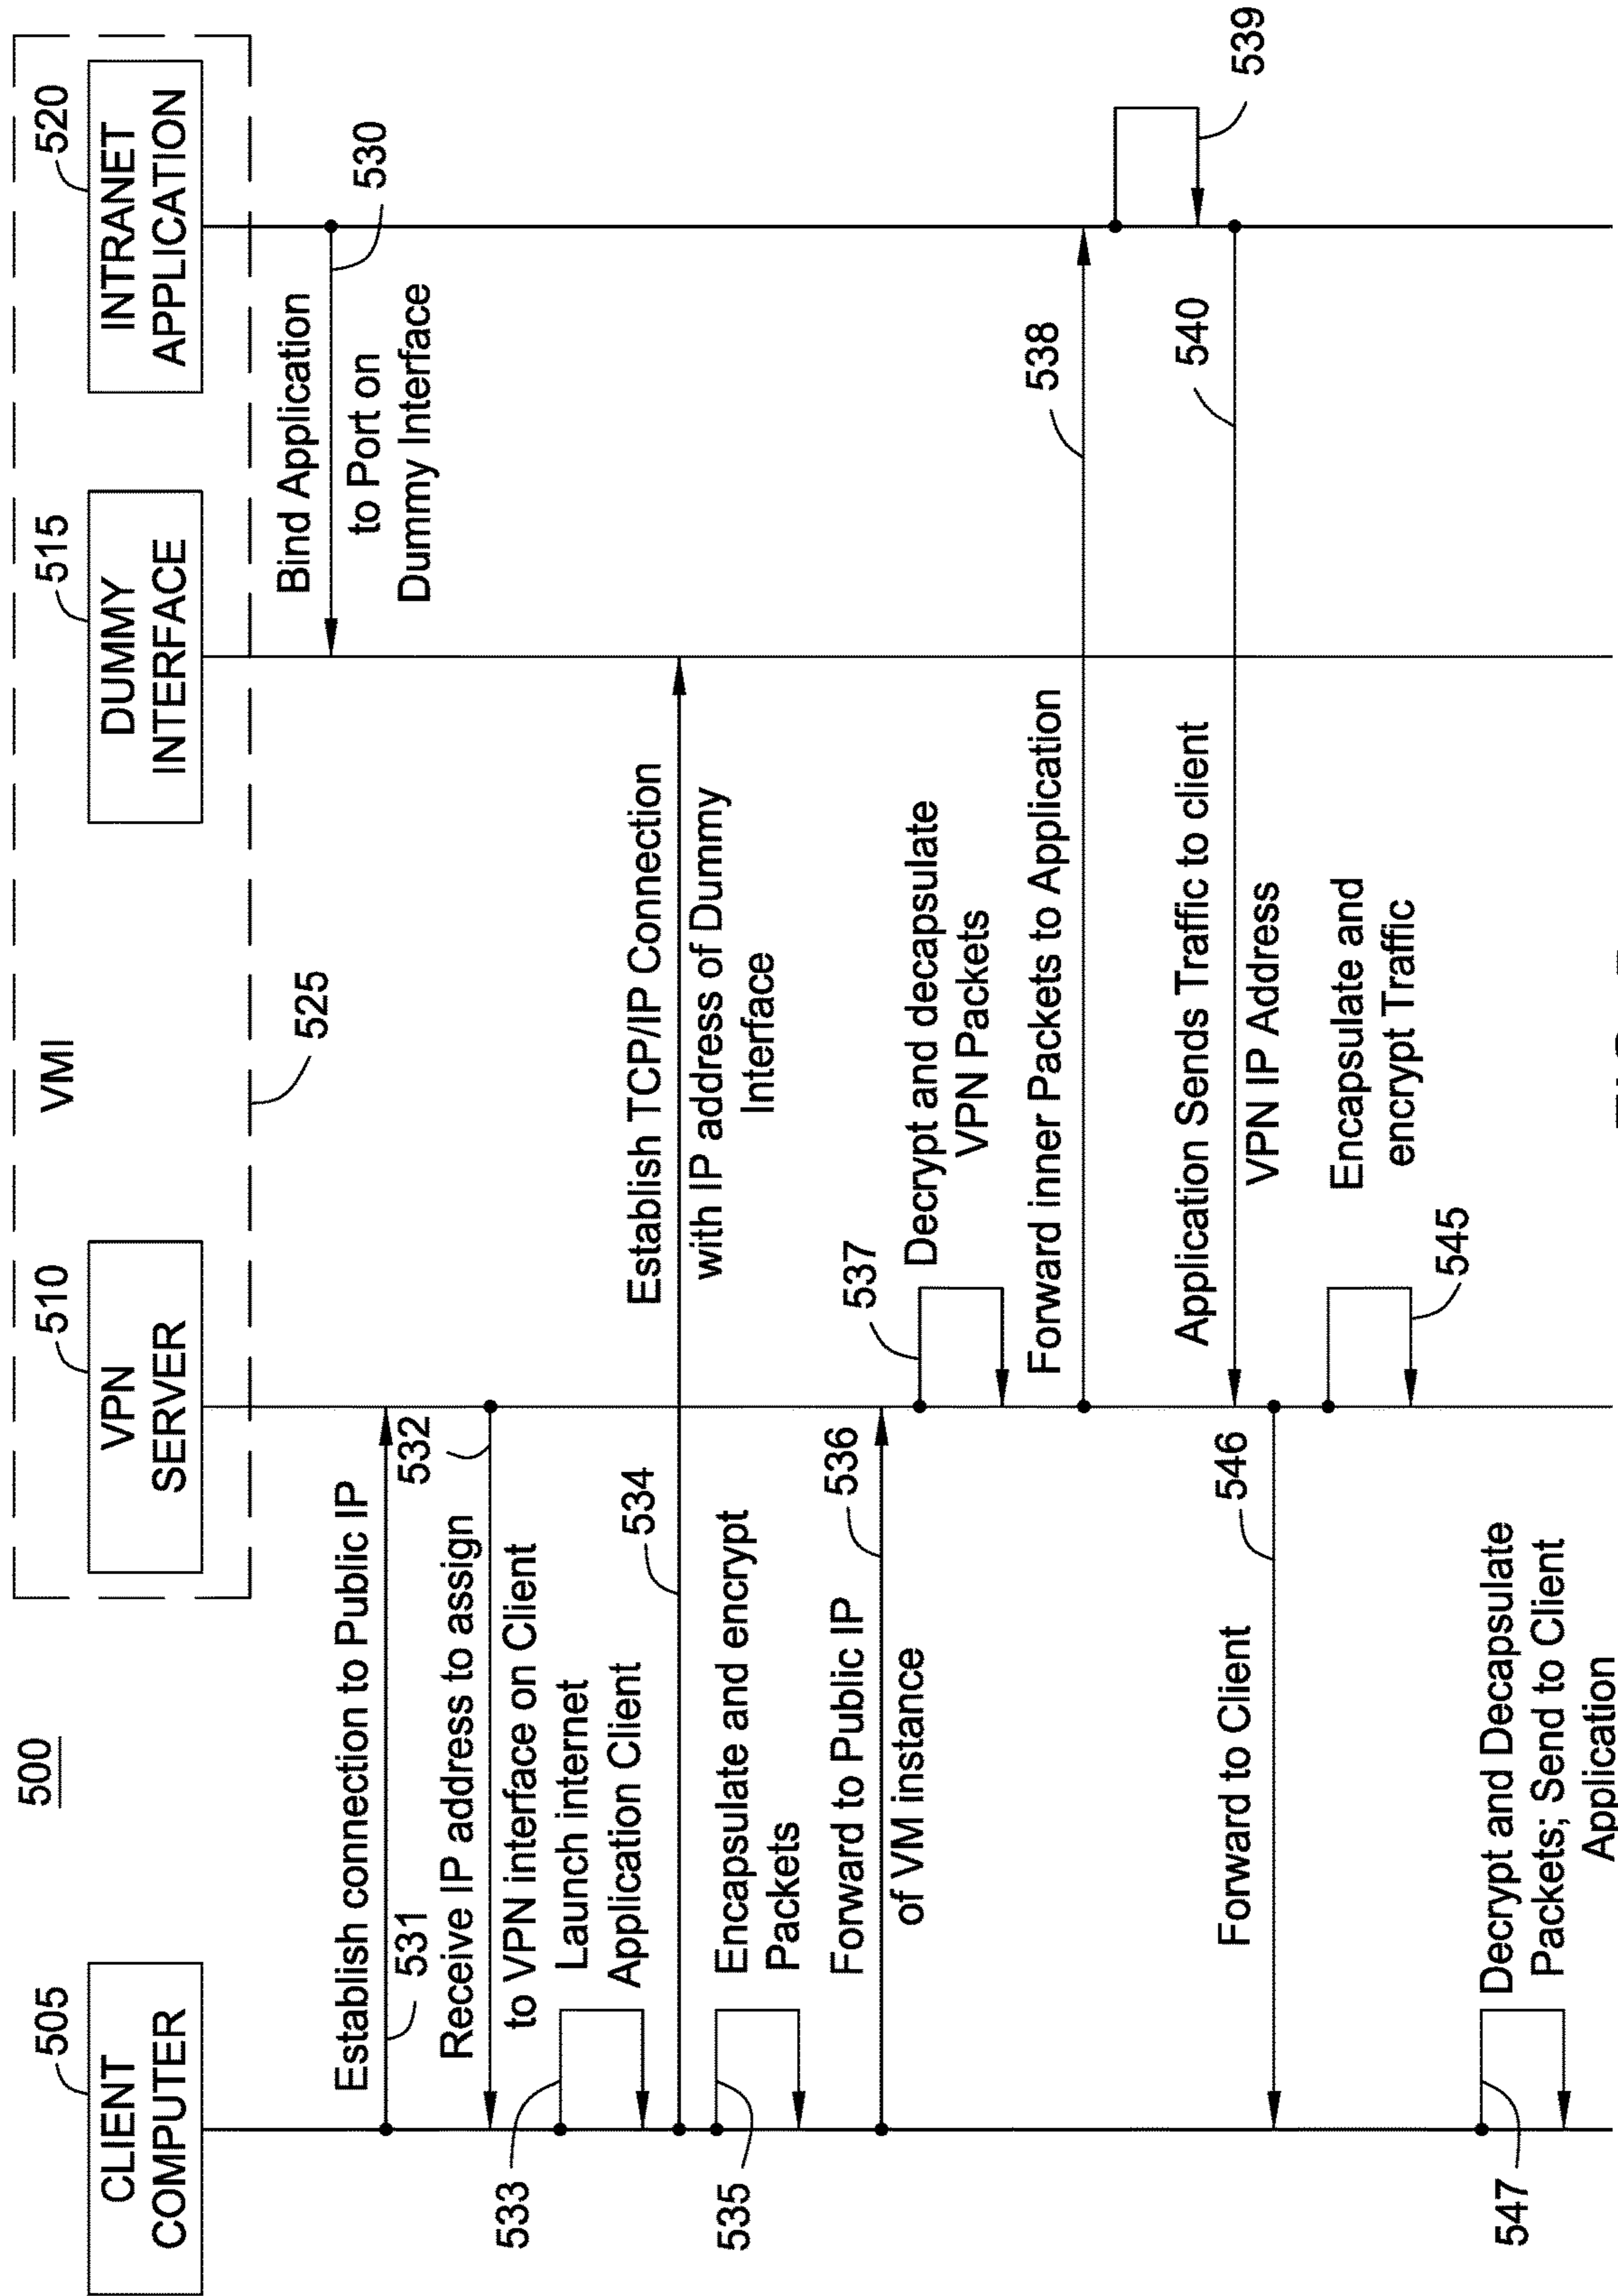 500
505
CLIENT
COMPUTER
510
VPN
SERVER
VMI
525
515
DUMMY
INTERFACE
520
INTRANET
APPLICATION
530
Bind Application
to Port on
Dummy Interface
Establish connection to Public IP
531
532
Receive IP address to assign
to VPN interface on Client
533
Launch internet
Application Client
534
Establish TCP/IP Connection
with IP address of Dummy
Interface
535
Encapsulate and encrypt
Packets
536
Forward to Public IP
of VM instance
537
Decrypt and decapsulate
VPN Packets
538
Forward inner Packets to Application
539
540
Application Sends Traffic to client
VPN IP Address
545
Encapsulate and
encrypt Traffic
546
Forward to Client
547
Decrypt and Decapsulate
Packets; Send to Client
Application